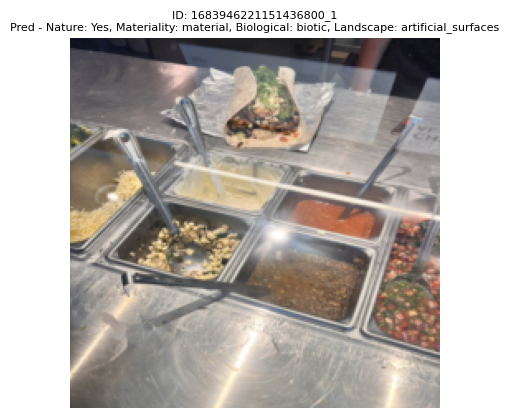 ID: 1683946221151436800_1
Pred - Nature: Yes, Materiality: material, Biological: biotic, Landscape: artificial_surfaces